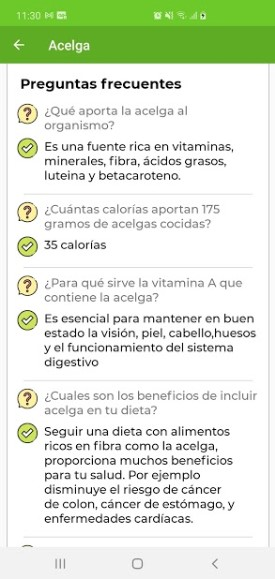 11:30
Acelga
Preguntas frecuentes
¿Qué aporta la acelga al
organismo?
Es una fuente rica en vitaminas,
minerales, fibra, ácidos grasos,
luteina y betacaroteno.
¿Cuántas calorías aportan 175
gramos de acelgas cocidas?
35 calorías
¿Para qué sirve la vitamina A que
contiene la acelga?
Es esencial para mantener en buen
estado la visión, piel, cabello,huesos
y el funcionamiento del sistema
digestivo
¿Cuales son los beneficios de incluir
acelga en tu dieta?
Seguir una dieta con alimentos
ricos en fibra como la acelga,
proporciona muchos beneficios
para tu salud. Por ejemplo
disminuye el riesgo de cáncer
de colon, cáncer de estómago, y
enfermedades cardíacas.